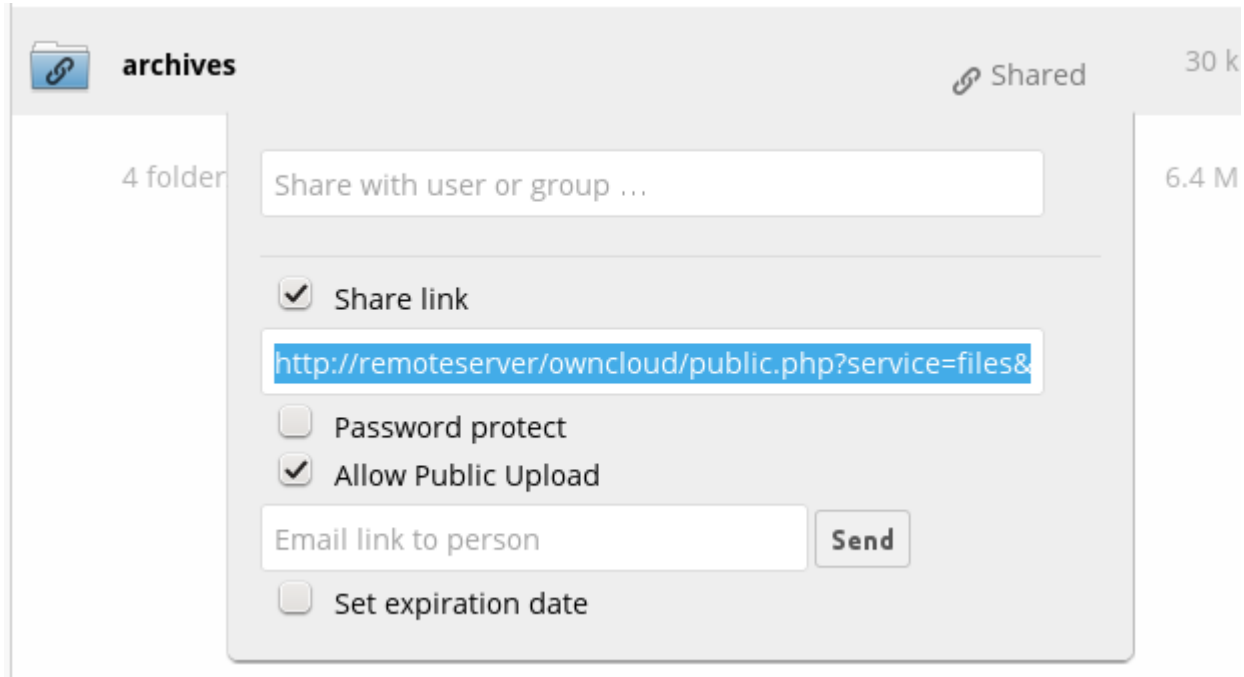 archives Shared 30 k
4 folder 6.4 M
Share with user or group ...
Share link
http://remoteserver/owncloud/public.php?service=files&
Password protect
Allow Public Upload
Email link to person Send
Set expiration date